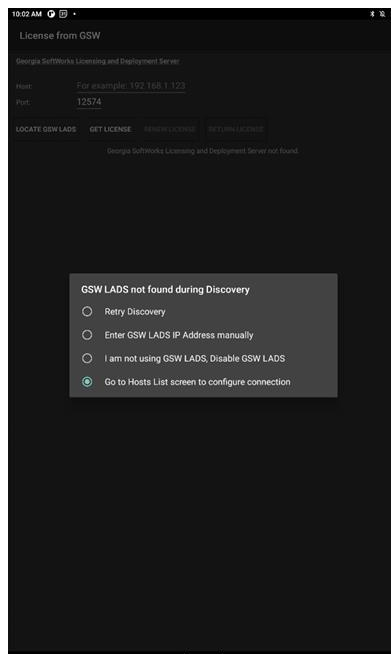 10:02 AM
License from GSW
Georgia SoftWorks Licensing and Deployment Server
Host: For example: 192.168.1.123
Port: 12574
LOCATE GSW LADS GET LICENSE RENEW LICENSE RETURN LICENSE
Georgia SoftWorks Licensing and Deployment Server not found.
GSW LADS not found during Discovery
Retry Discovery
Enter GSW LADS IP Address manually
I am not using GSW LADS, Disable GSW LADS
Go to Hosts List screen to configure connection